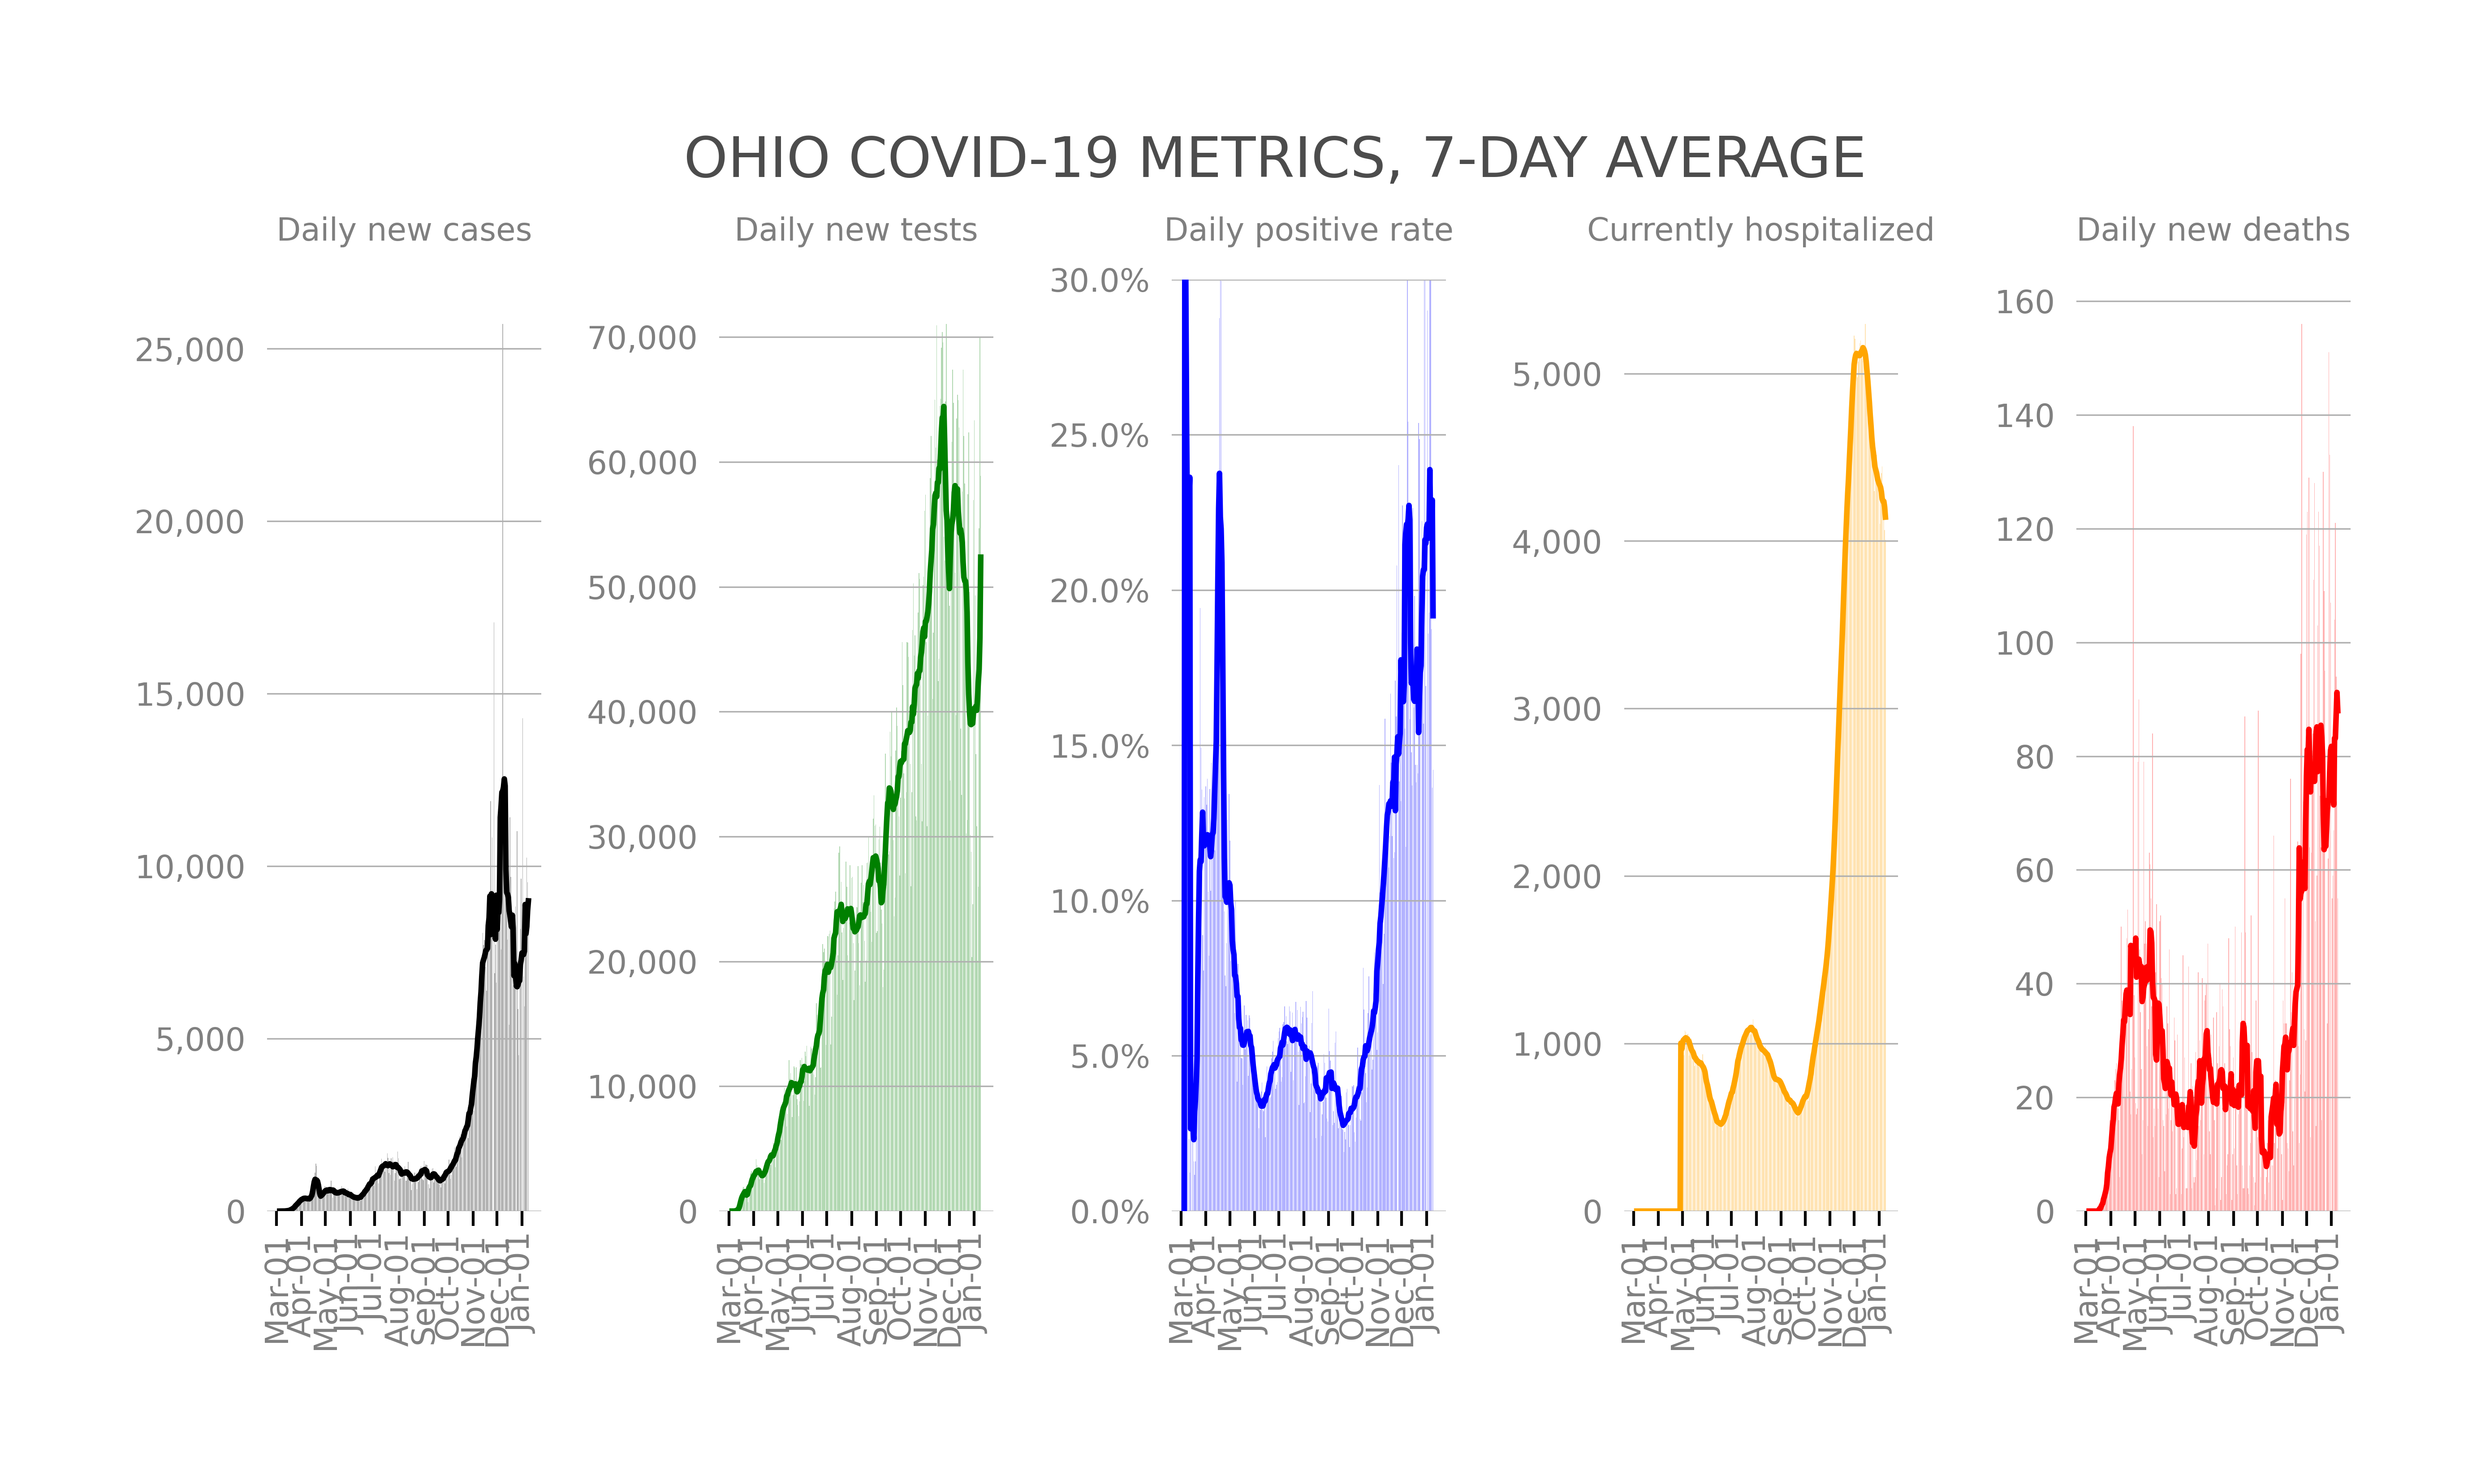 OHIO COVID-19 METRICS, 7-DAY AVERAGE
Daily new cases
25,000
20,000
15,000
10,000
5,000
0
Mar-01
Apr-01
May-01
Jun-01
Jul-01
Aug-01
Sep-01
Oct-01
Nov-01
Dec-01
Jan-01
Daily new tests
70,000
60,000
50,000
40,000
30,000
20,000
10,000
0
Mar-01
Apr-01
May-01
Jun-01
Jul-01
Aug-01
Sep-01
Oct-01
Nov-01
Dec-01
Jan-01
Daily positive rate
30.0%
25.0%
20.0%
15.0%
10.0%
5.0%
0.0%
Mar-01
Apr-01
May-01
Jun-01
Jul-01
Aug-01
Sep-01
Oct-01
Nov-01
Dec-01
Jan-01
Currently hospitalized
5,000
4,000
3,000
2,000
1,000
0
Mar-01
Apr-01
May-01
Jun-01
Jul-01
Aug-01
Sep-01
Oct-01
Nov-01
Dec-01
Jan-01
Daily new deaths
160
140
120
100
80
60
40
20
0
Mar-01
Apr-01
May-01
Jun-01
Jul-01
Aug-01
Sep-01
Oct-01
Nov-01
Dec-01
Jan-01